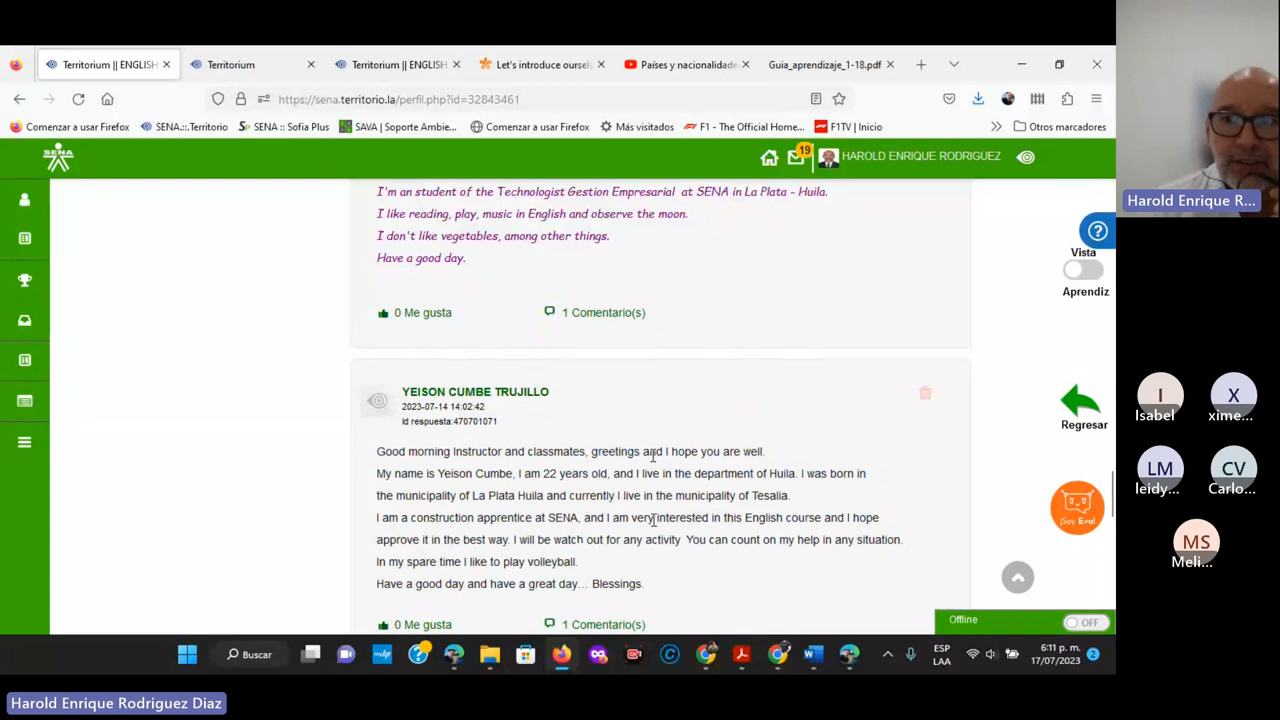 Territorium || ENGLISH
Territorium
Territorium || ENGLISH
Let's introduce oursel
Países y nacionalidade
Guia_aprendizaje_1-18.pdf
https://sena.territorio.la/perfil.php?id=32843461
Comenzar a usar Firefox
SENA.::.Territorio
SENA :: Sofia Plus
SAVA | Soporte Ambie...
Comenzar a usar Firefox
Más visitados
F1 - The Official Home...
F1TV | Inicio
Otros marcadores
SENA
19
HAROLD ENRIQUE RODRIGUEZ
Harold Enrique R...
I'm an student of the Technologist Gestion Empresarial at SENA in La Plata - Huila.
I like reading, play, music in English and observe the moon.
I don't like vegetables, among other things.
Have a good day.
0 Me gusta
1 Comentario(s)
Vista
Aprendiz
YEISON CUMBE TRUJILLO
2023-07-14 14:02:42
Id respuesta:470701071
Good morning Instructor and classmates, greetings and I hope you are well.
My name is Yeison Cumbe, I am 22 years old, and I live in the department of Huila. I was born in
the municipality of La Plata Huila and currently I live in the municipality of Tesalia.
I am a construction apprentice at SENA, and I am very interested in this English course and I hope
approve it in the best way. I will be watch out for any activity You can count on my help in any situation.
In my spare time I like to play volleyball.
Have a good day and have a great day… Blessings.
0 Me gusta
1 Comentario(s)
Regresar
¡Soy Eva!
Offline
OFF
I
Isabel
X
xime...
LM
leidy...
CV
Carlo...
MS
Meli...
Buscar
ESP
LAA
6:11 p. m.
17/07/2023
2
Harold Enrique Rodriguez Diaz